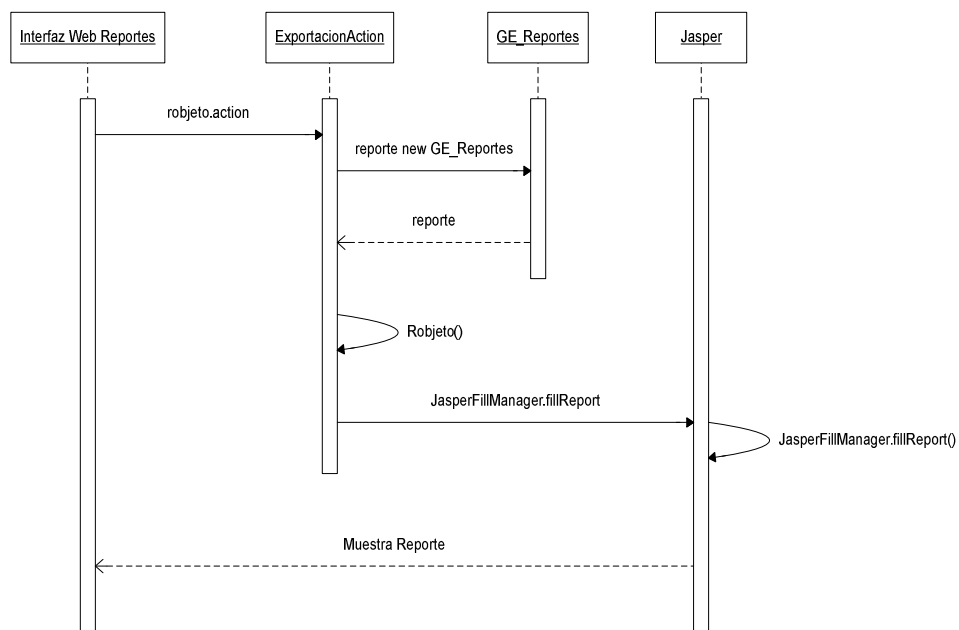 Interfaz Web Reportes
ExportacionAction
GE_Reportes
Jasper
robjeto.action
reporte new GE_Reportes
reporte
Robjeto()
JasperFillManager.fillReport
JasperFillManager.fillReport()
Muestra Reporte